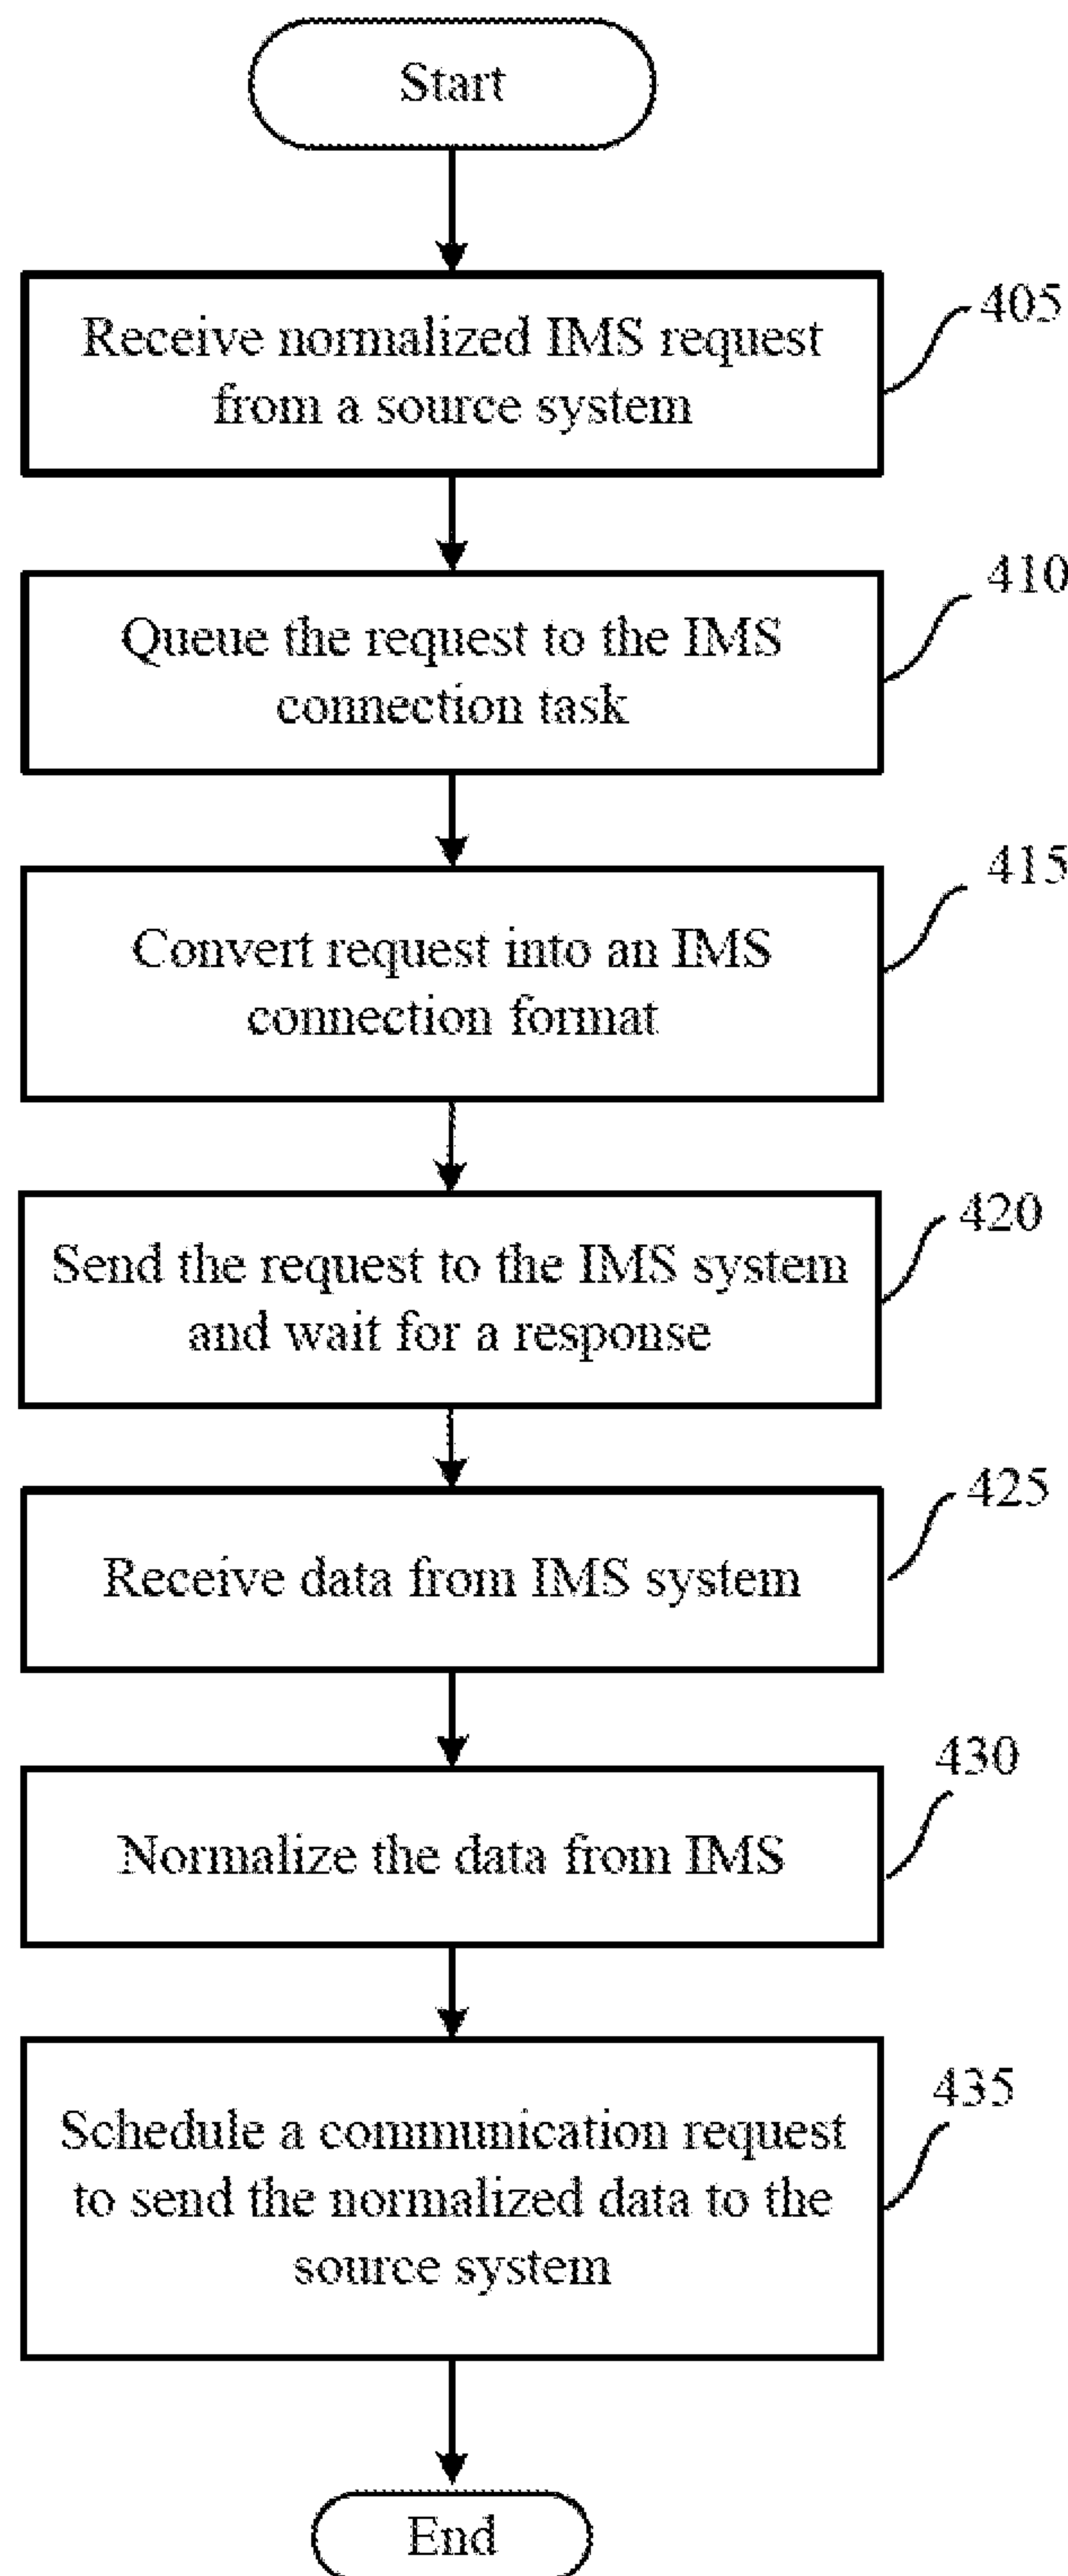 Start
Receive normalized IMS request
from a source system
405
Queue the request to the IMS
connection task
410
Convert request into an IMS
connection format
415
Send the request to the IMS system
and wait for a response
420
Receive data from IMS system
425
Normalize the data from IMS
430
Schedule a communication request
to send the normalized data to the
source system
435
End